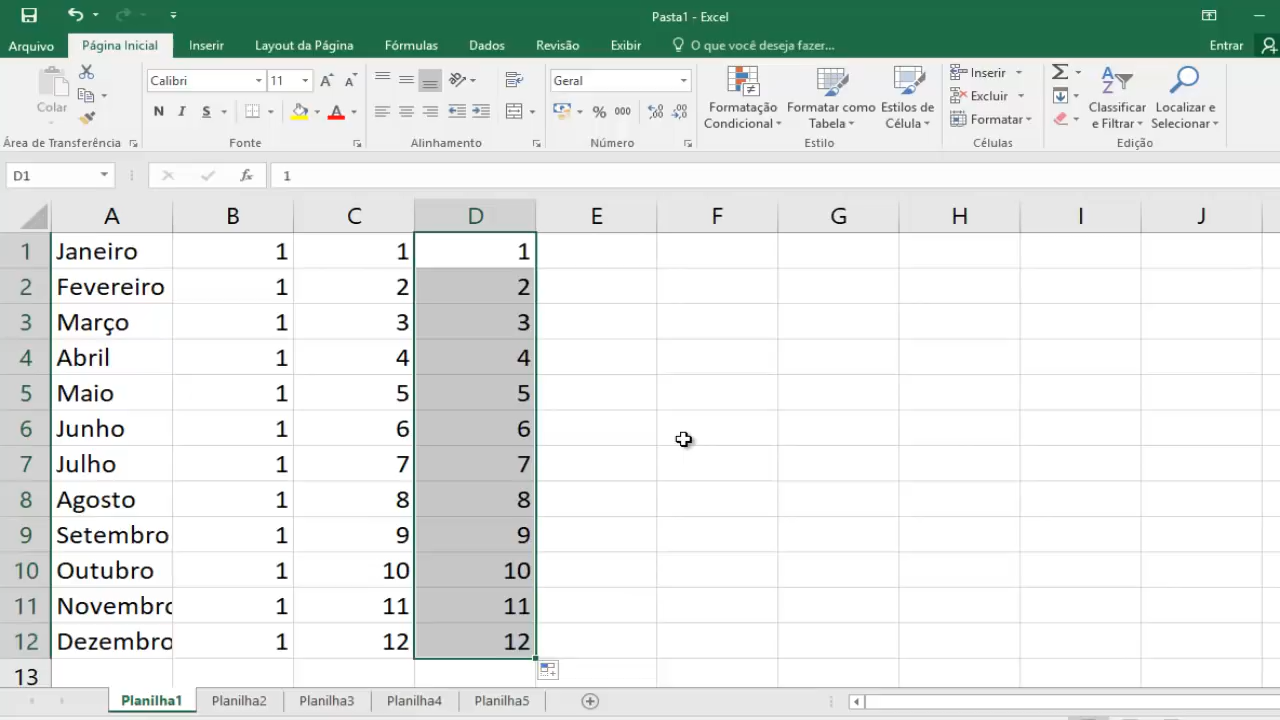 Pasta1 - Excel
Arquivo Página Inicial Inserir Layout da Página Fórmulas Dados Revisão Exibir O que você deseja fazer... Entrar
Colar
Área de Transferência
Calibri 11
N I S A
Fonte
Alinhamento
Geral
% 000
Número
Formatação Condicional
Formatar como Tabela
Estilos de Célula
Estilo
Inserir
Excluir
Formatar
Células
Classificar e Filtrar
Localizar e Selecionar
Edição
D1 fx 1
A B C D E F G H I J
1 Janeiro 1 1 1
2 Fevereiro 1 2 2
3 Março 1 3 3
4 Abril 1 4 4
5 Maio 1 5 5
6 Junho 1 6 6
7 Julho 1 7 7
8 Agosto 1 8 8
9 Setembro 1 9 9
10 Outubro 1 10 10
11 Novembro 1 11 11
12 Dezembro 1 12 12
13
Planilha1 Planilha2 Planilha3 Planilha4 Planilha5